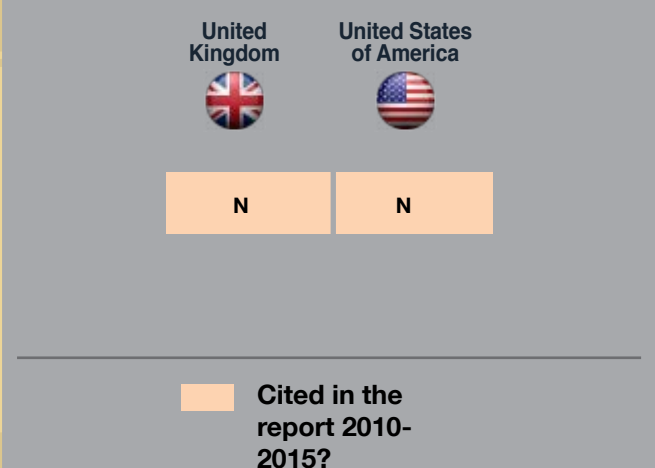 United Kingdom
United States of America
N N
Cited in the
report 2010-
2015?